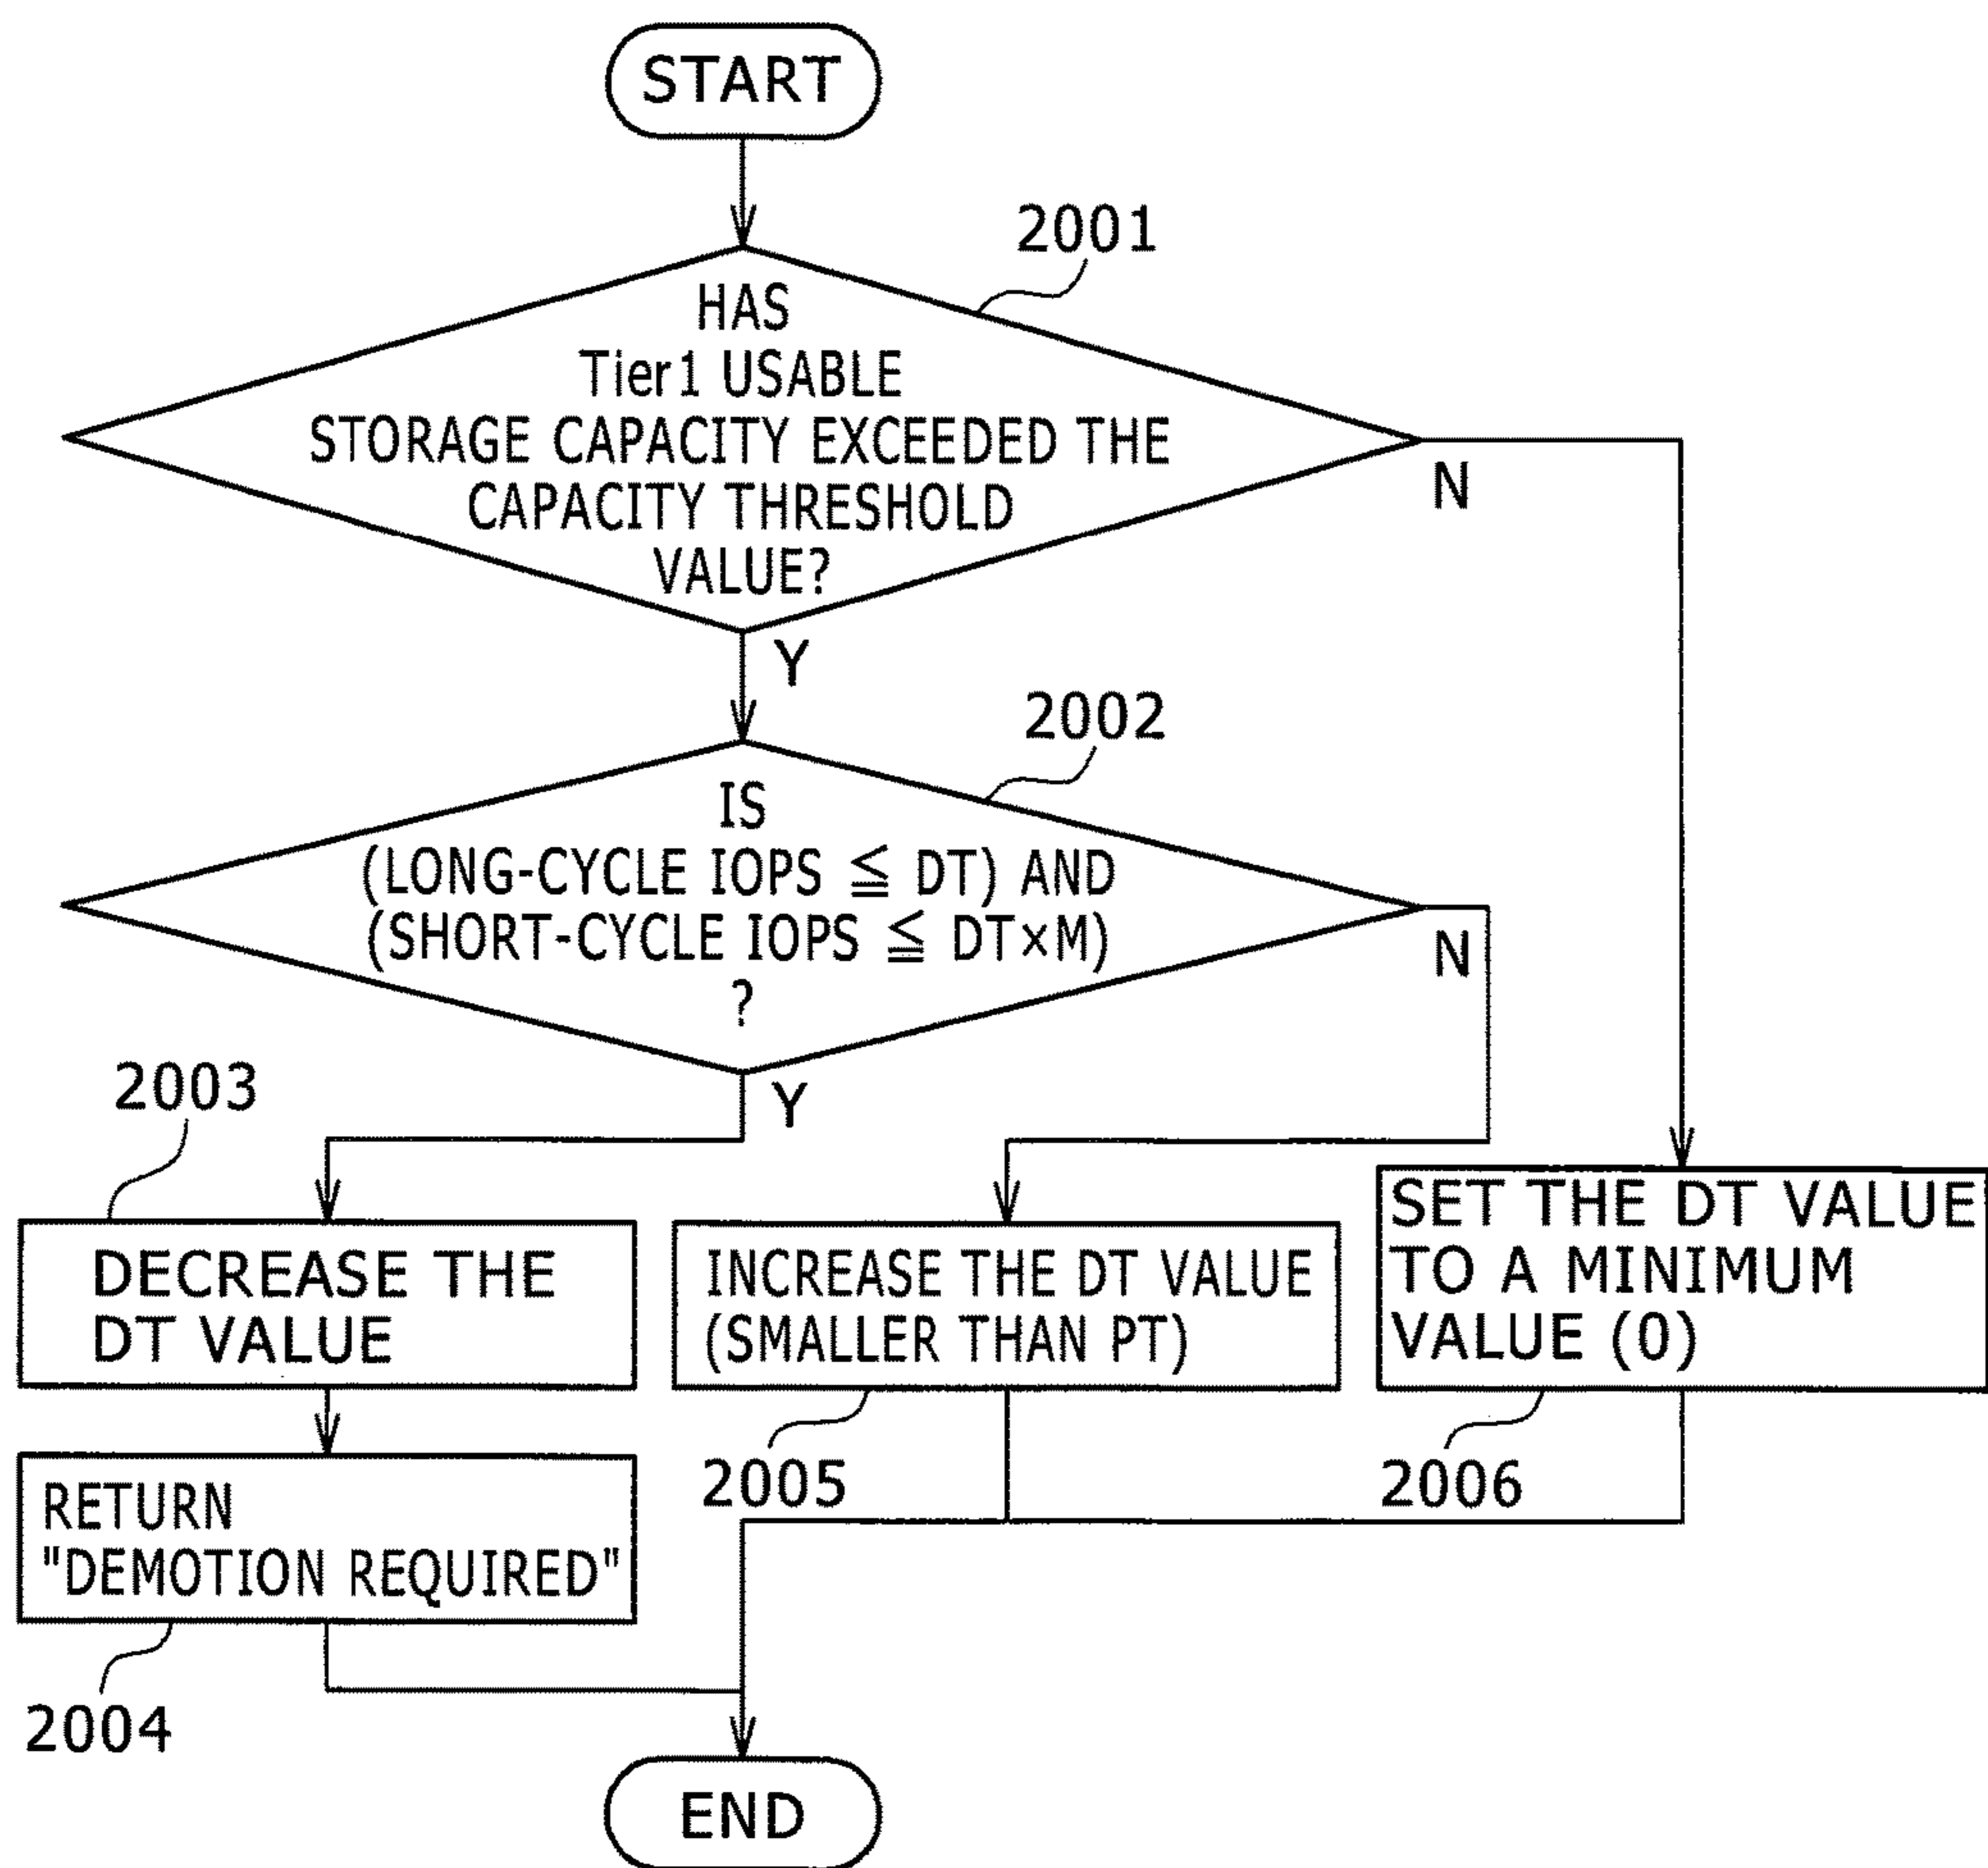 START
2001
HAS
Tier1 USABLE
STORAGE CAPACITY EXCEEDED THE
CAPACITY THRESHOLD
VALUE?
N
Y
2002
IS
(LONG-CYCLE IOPS ≦ DT) AND
(SHORT-CYCLE IOPS ≦ DT×M)
?
N
Y
2003
DECREASE THE
DT VALUE
INCREASE THE DT VALUE
(SMALLER THAN PT)
SET THE DT VALUE
TO A MINIMUM
VALUE (0)
RETURN
"DEMOTION REQUIRED"
2005
2006
2004
END